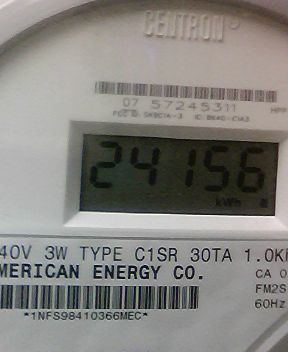 CENTRON
07 57245311
24156
kWh
40V 3W TYPE C1SR 30TA 1.0K
MERICAN ENERGY CO.
CA 0
FM2S
60Hz
*1NFS98410366MEC*